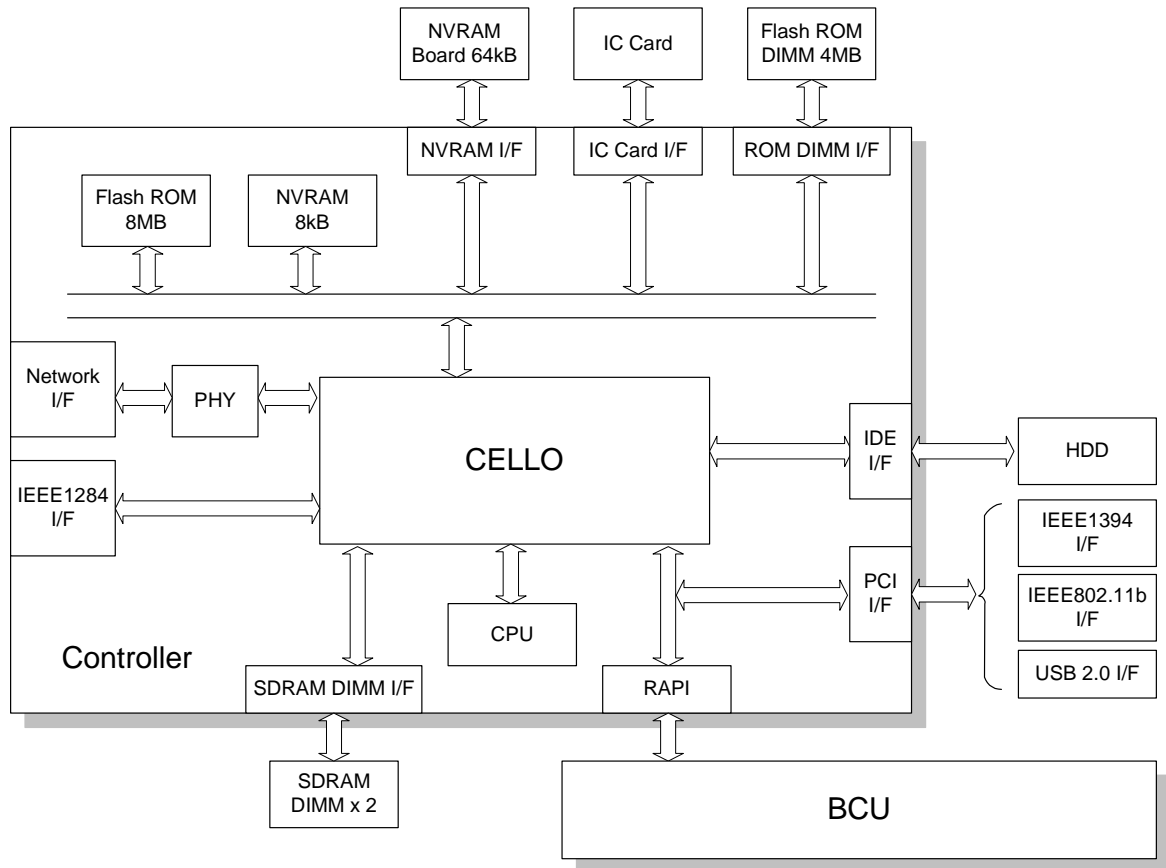 NVRAM
Board 64kB
IC Card
Flash ROM
DIMM 4MB
NVRAM I/F
IC Card I/F
ROM DIMM I/F
Flash ROM
8MB
NVRAM
8kB
Network
I/F
PHY
CELLO
IDE
I/F
HDD
IEEE1284
I/F
IEEE1394
I/F
PCI
I/F
IEEE802.11b
I/F
CPU
Controller
SDRAM DIMM I/F
RAPI
USB 2.0 I/F
SDRAM
DIMM x 2
BCU